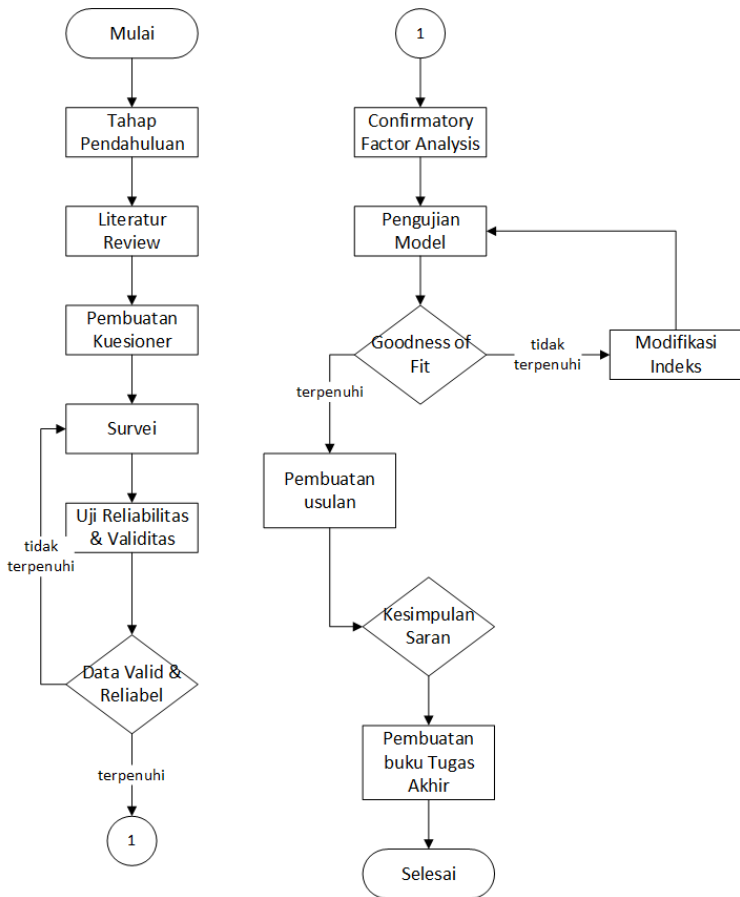 Mulai
Tahap
Pendahuluan
Literatur
Review
Pembuatan
Kuesioner
Survei
Uji Reliabilitas
& Validitas
tidak
terpenuhi
Data Valid &
Reliabel
terpenuhi
1
1
Confirmatory
Factor Analysis
Pengujian
Model
Goodness of
Fit
tidak
terpenuhi
Modifikasi
Indeks
terpenuhi
Pembuatan
usulan
Kesimpulan
Saran
Pembuatan
buku Tugas
Akhir
Selesai